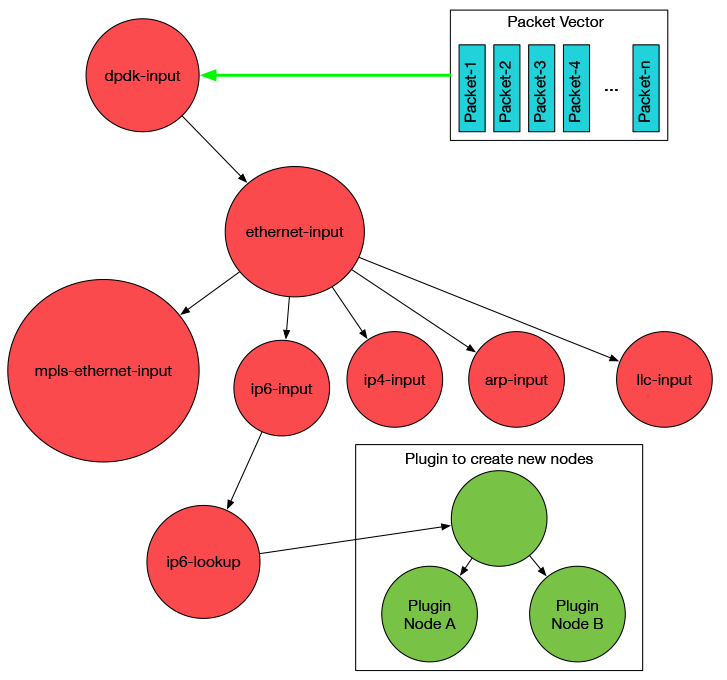 Packet Vector
dpdk-input
Packet-1
Packet-2
Packet-3
Packet-4
...
Packet-n
ethernet-input
mpls-ethernet-input
ip6-input
ip4-input
arp-input
llc-input
Plugin to create new nodes
ip6-lookup
Plugin
Node A
Plugin
Node B